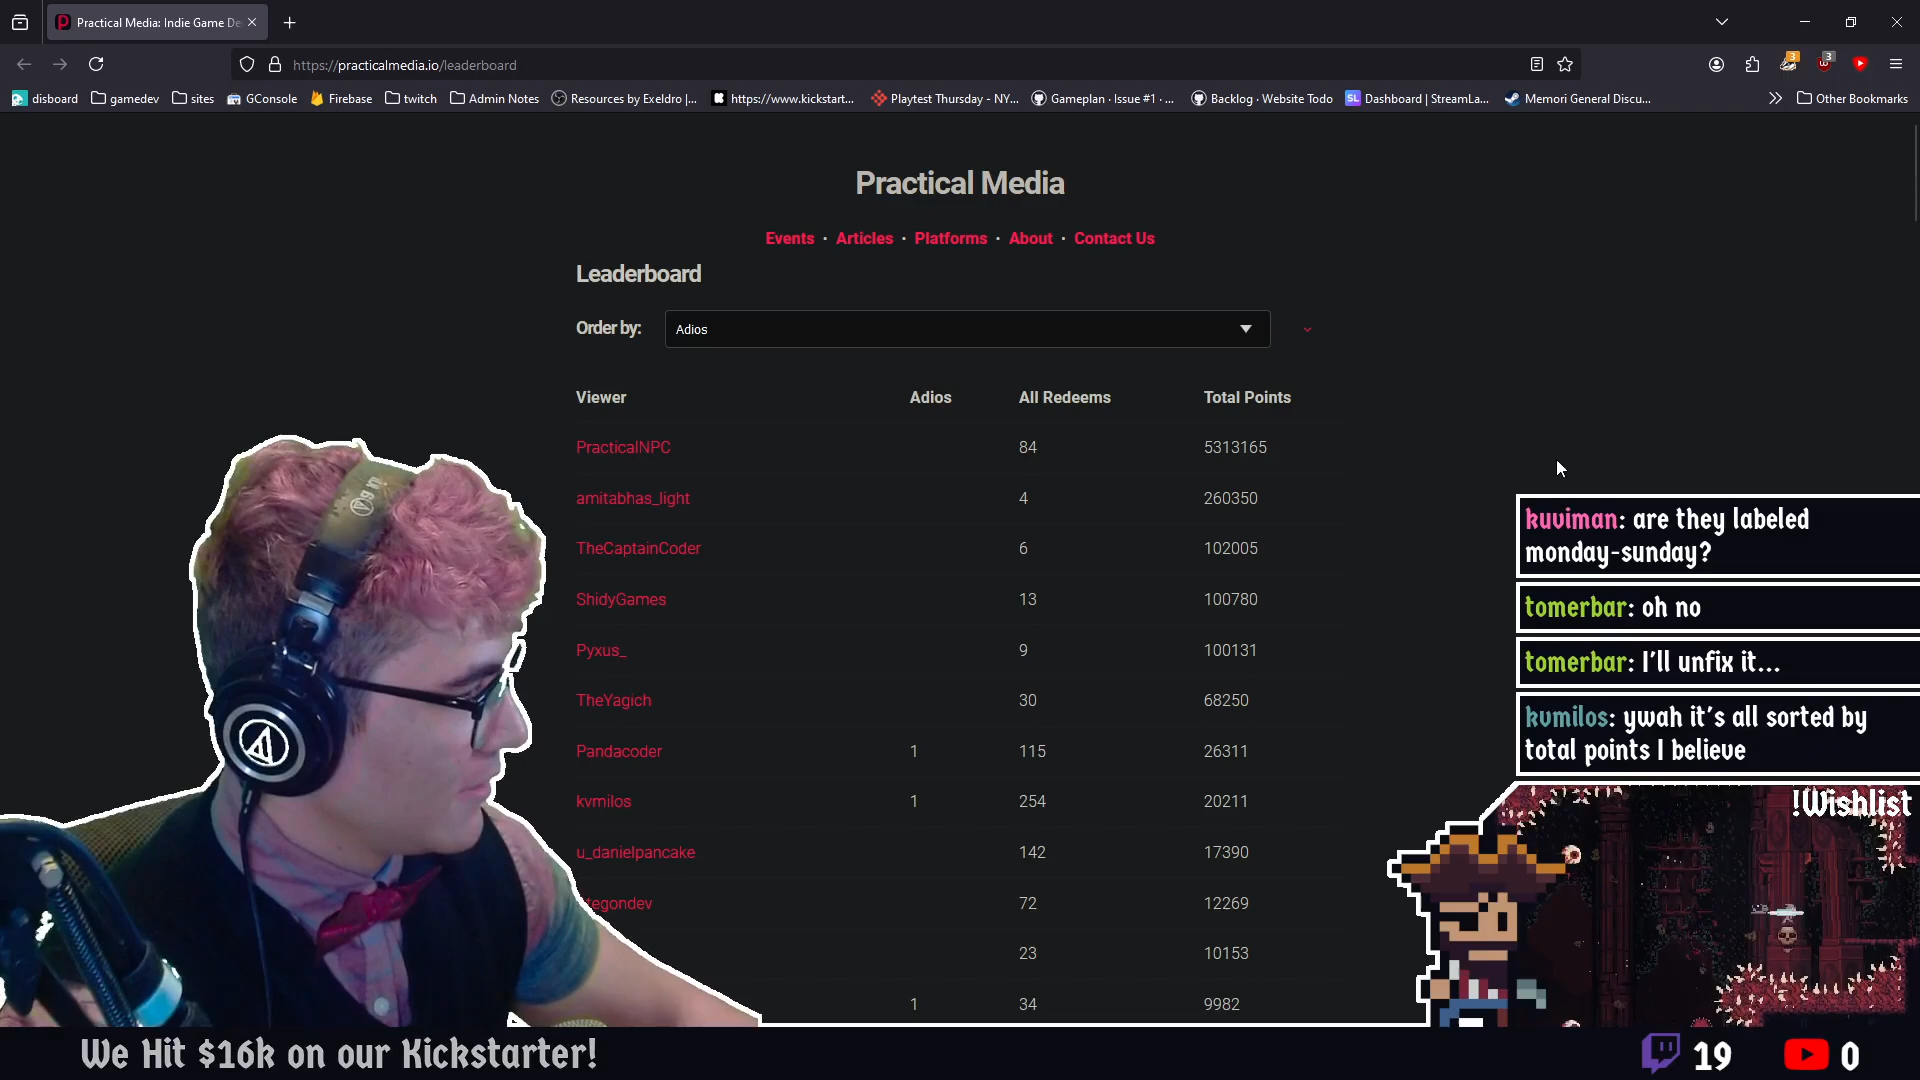 Practical Media: Indie Game De
https://practicalmedia.io/leaderboard
3
3
disboard
gamedev
sites
GConsole
Firebase
twitch
Admin Notes
Resources by Exeldro |...
https://www.kickstart...
Playtest Thursday - NY...
Gameplan · Issue #1 · ...
Backlog · Website Todo
SL
Dashboard | StreamLa...
Memori General Discu...
Other Bookmarks
Practical Media
Events · Articles · Platforms · About · Contact Us
Leaderboard
Order by: Adios
Viewer Adios All Redeems Total Points
PracticalNPC 84 5313165
amitabhas_light 4 260350
TheCaptainCoder 6 102005
ShidyGames 13 100780
Pyxus_ 9 100131
TheYagich 30 68250
Pandacoder 1 115 26311
kvmilos 1 254 20211
u_danielpancake 142 17390
tegondev 72 12269
23 10153
1 34 9982
kuviman: are they labeled
monday-sunday?
tomerbar: oh no
tomerbar: I'll unfix it...
kvmilos: ywah it's all sorted by
total points I believe
!Wishlist
We Hit $16k on our Kickstarter!
19
0